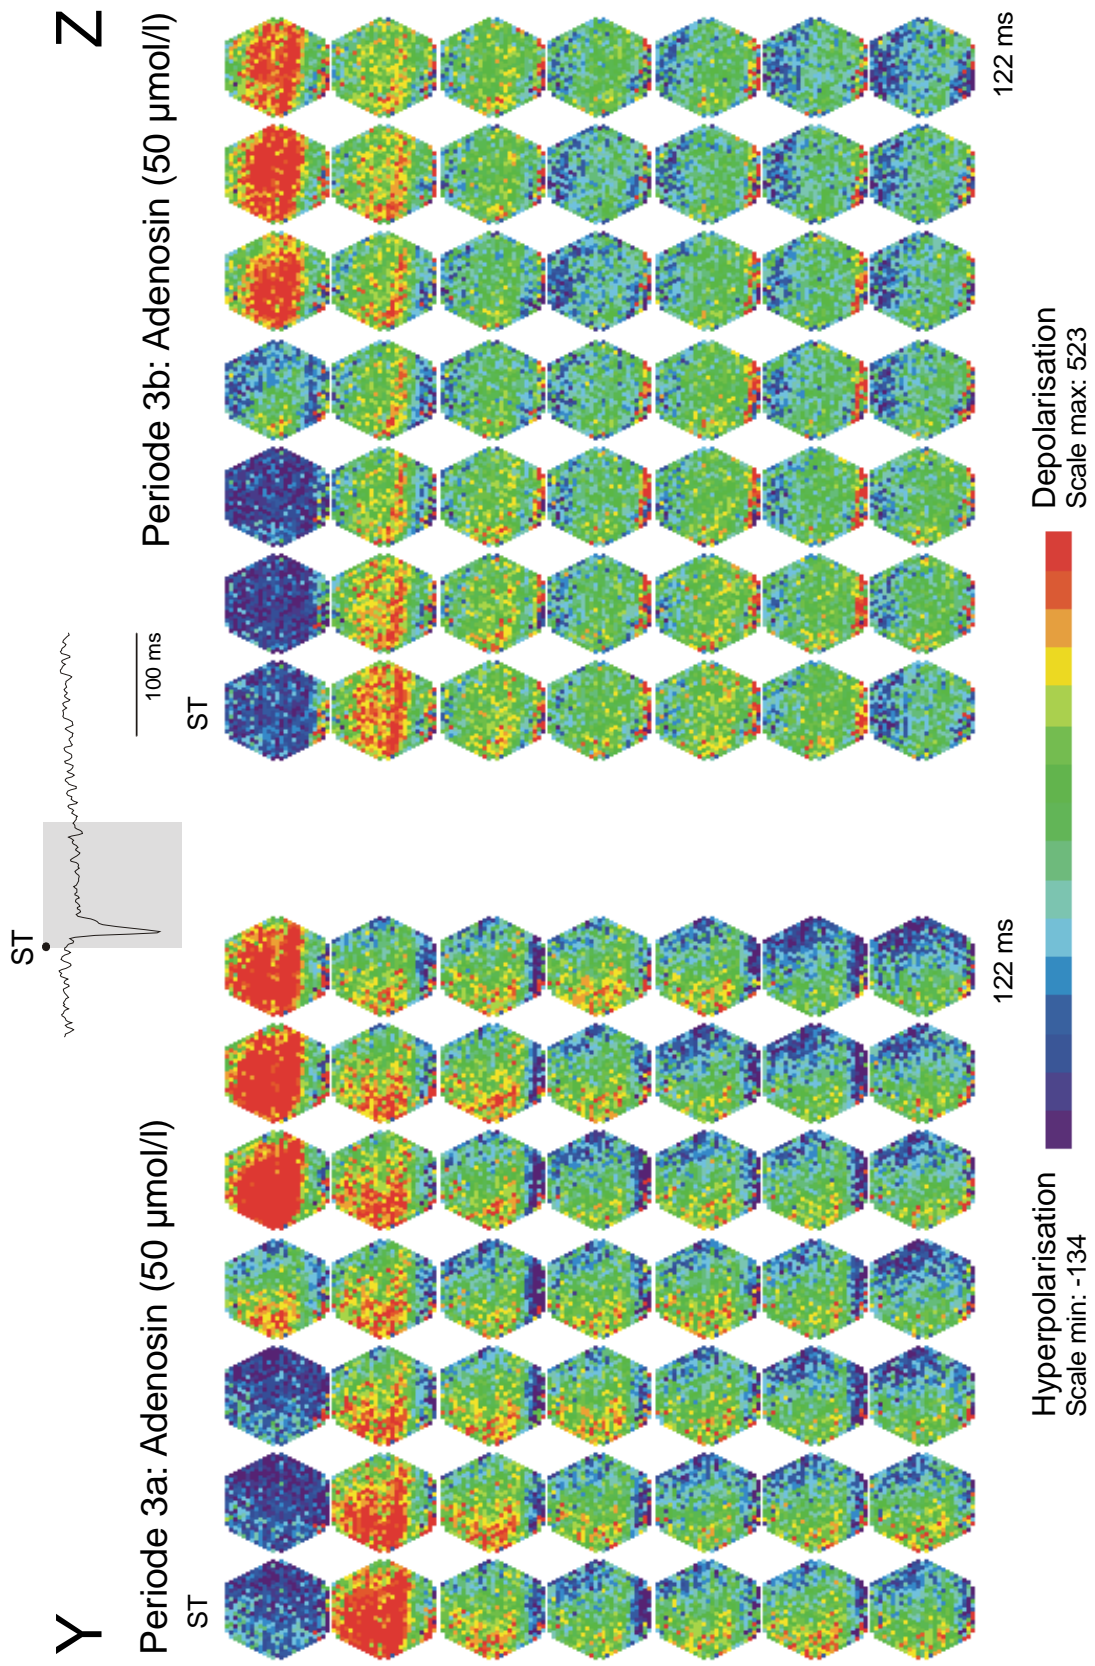 Y
Z
ST
Periode 3a: Adenosin (50 µmol/l)
100 ms
Periode 3b: Adenosin (50 µmol/l)
ST
ST
122 ms
122 ms
Hyperpolarisation
Scale min: -134
Depolarisation
Scale max: 523